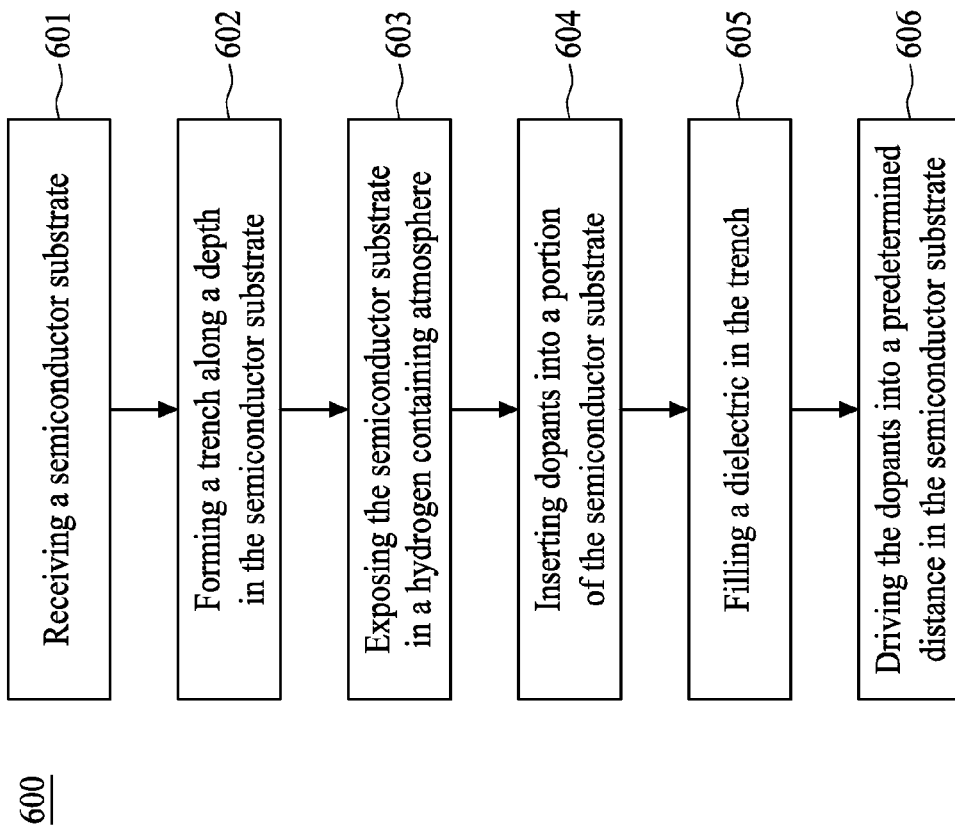 600
Receiving a semiconductor substrate
601
Forming a trench along a depth
in the semiconductor substrate
602
Exposing the semiconductor substrate
in a hydrogen containing atmosphere
603
Inserting dopants into a portion
of the semiconductor substrate
604
Filling a dielectric in the trench
605
Driving the dopants into a predetermined
distance in the semiconductor substrate
606